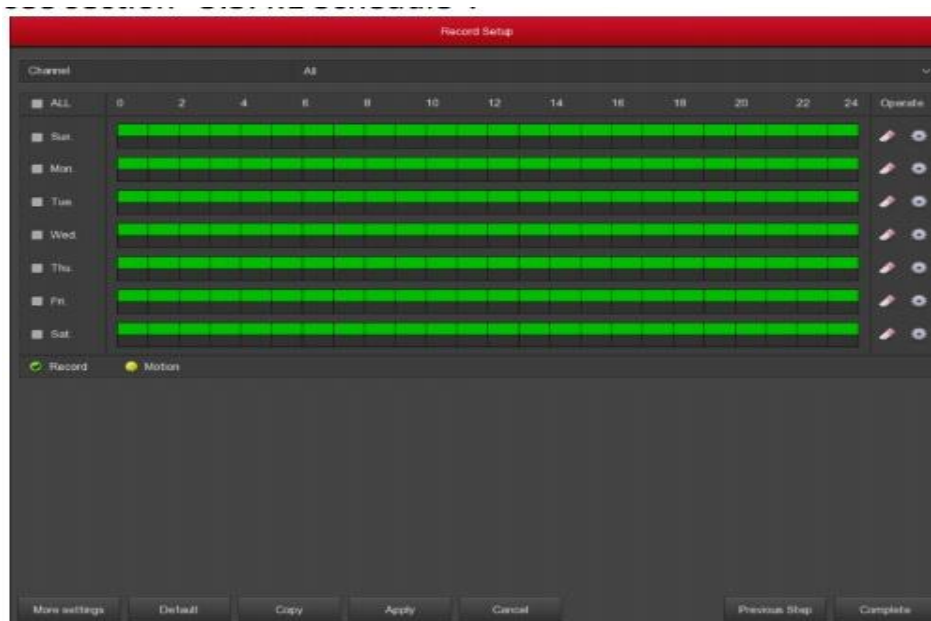 Record Setup
Channel All
ALL 0 2 4 6 8 10 12 14 16 18 20 22 24 Operate
Sun.
Mon.
Tue.
Wed.
Thu.
Fri.
Sat.
Record Motion
More settings Default Copy Apply Cancel Previous Step Complete